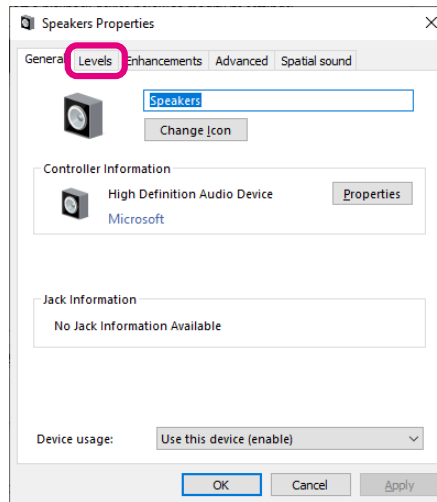 Speakers Properties
General Levels Enhancements Advanced Spatial sound
Speakers
Change Icon
Controller Information
High Definition Audio Device
Properties
Microsoft
Jack Information
No Jack Information Available
Device usage:
Use this device (enable)
OK Cancel Apply